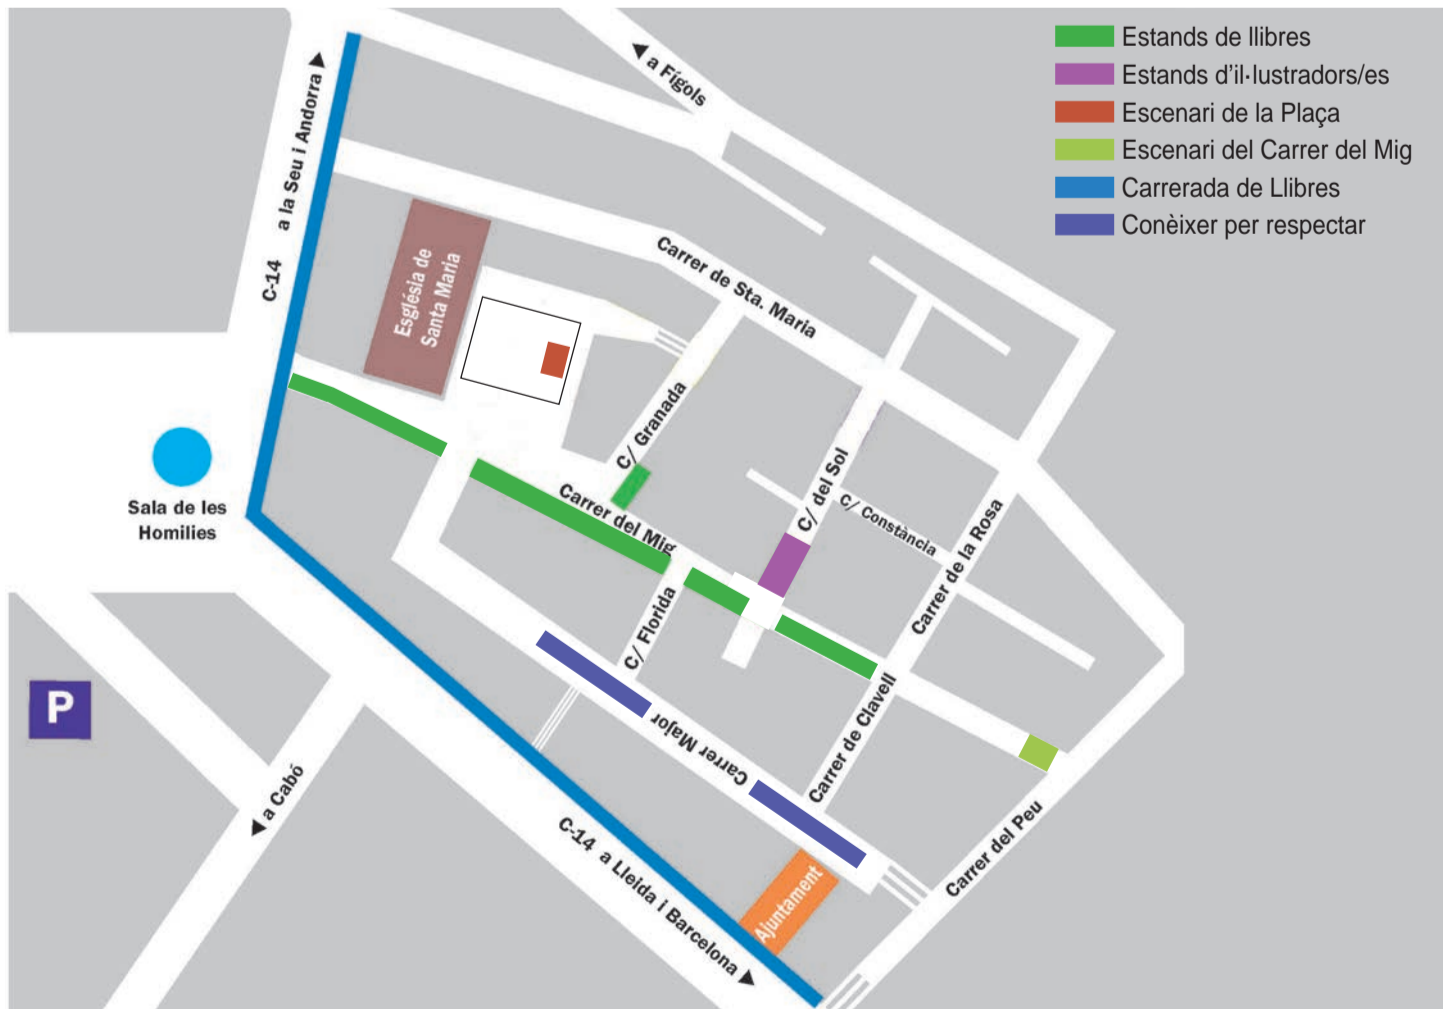 Estands de llibres
Estands d'il·lustradors/es
Escenari de la Plaça
Escenari del Carrer del Mig
Carrerada de Llibres
Conèixer per respectar
◄ a Fígols
C-14 a la Seu i Andorra ►
Església de
Santa Maria
Carrer de Sta. Maria
C/ Granada
Carrer del Mig
C/ del Sol
C/ Constància
Carrer de la Rosa
Sala de les
Homilies
C/ Florida
Carrer Major
Carrer de Clavell
P
◄ a Cabó
C-14 a Lleida i Barcelona ►
Ajuntament
Carrer del Peu